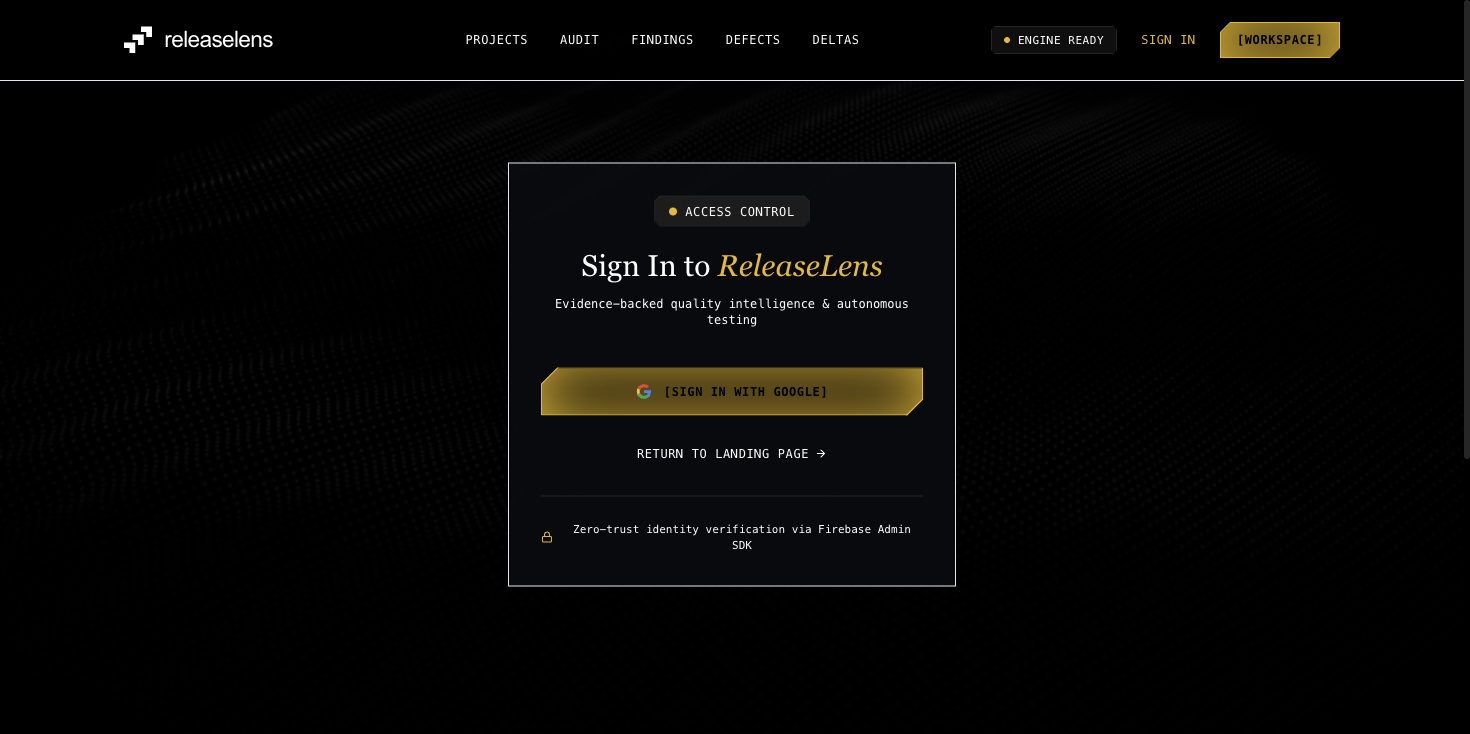 releaselens
PROJECTS AUDIT FINDINGS DEFECTS DELTAS
ENGINE READY
SIGN IN
[WORKSPACE]
ACCESS CONTROL
Sign In to ReleaseLens
Evidence-backed quality intelligence & autonomous
testing
[SIGN IN WITH GOOGLE]
RETURN TO LANDING PAGE →
Zero-trust identity verification via Firebase Admin
SDK